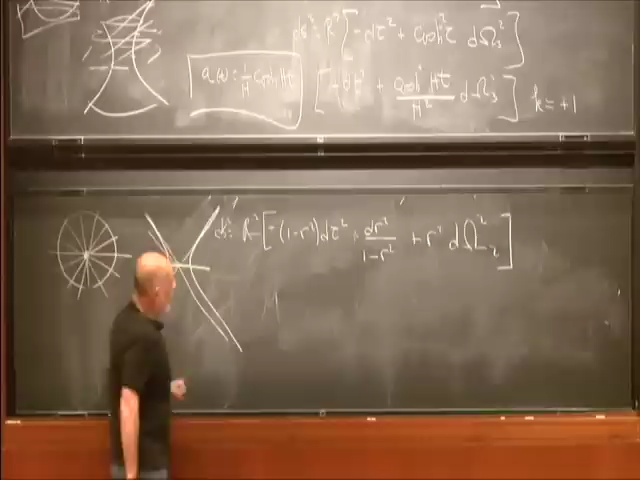 ds² = R² [ -dτ² + Cosh²τ dΩ₃² ]
a(t) = 1/H Cosh Ht [ -dt² + Cosh² Ht / H² dΩ₃² ] k = +1
ds² = R² [ -(1-r²)dτ² + dr²/1-r² + r² dΩ₂² ]